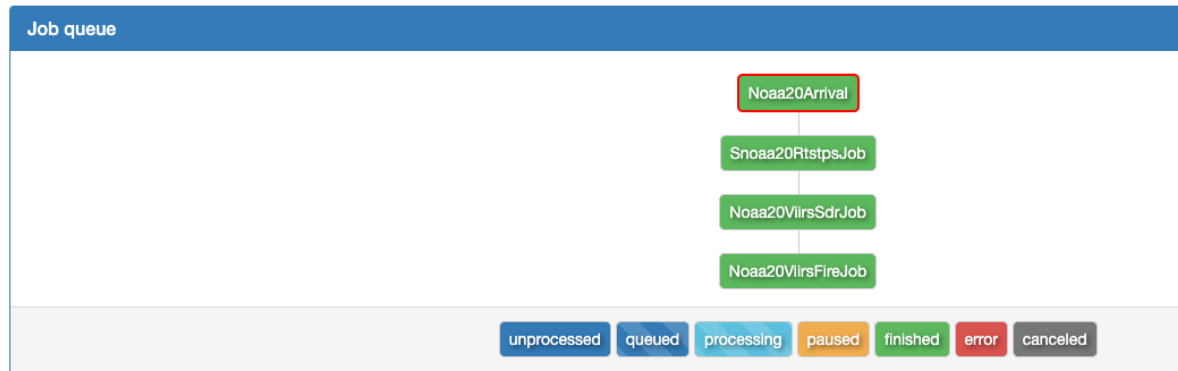 Job queue
Noaa20Arrival
Snoaa20RtstpsJob
Noaa20ViirsSdrJob
Noaa20ViirsFireJob
unprocessed queued processing paused finished error canceled